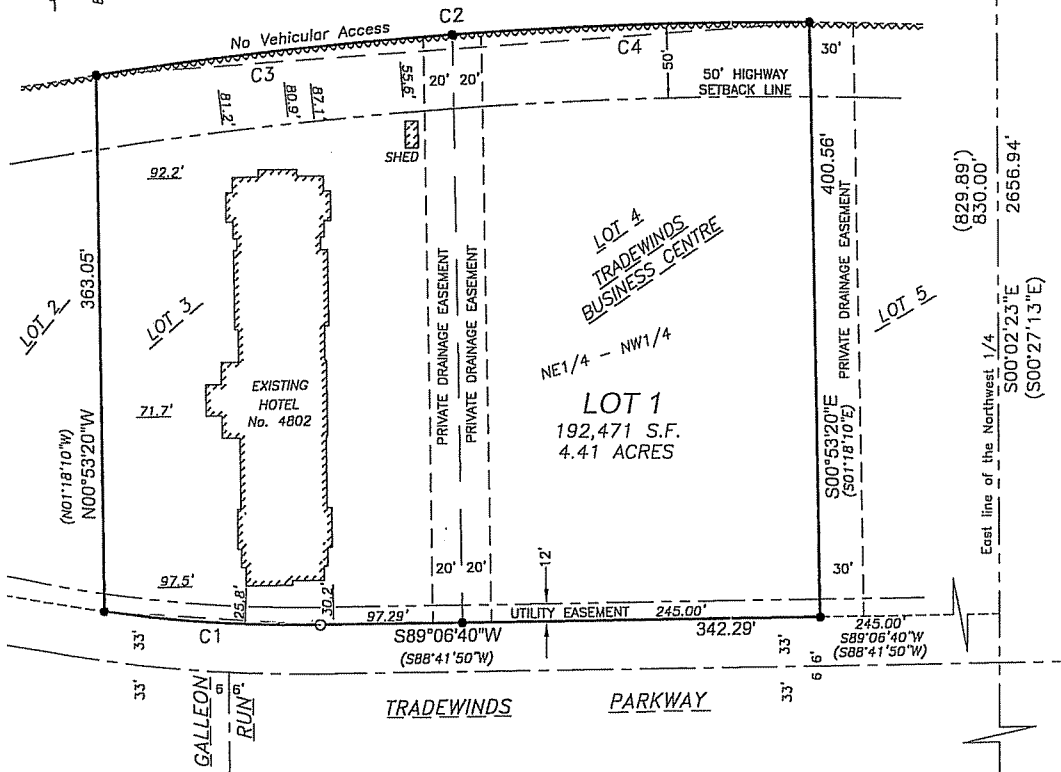 C2
No Vehicular Access
C3
C4
30'
20' 20'
55.6'
50'
50' HIGHWAY
SETBACK LINE
81.2'
80.9'
87.1'
SHED
92.2'
LOT 2
363.05'
LOT 3
(N01°18'10"W)
N00°53'20"W
71.7'
EXISTING
HOTEL
No. 4802
PRIVATE DRAINAGE EASEMENT
PRIVATE DRAINAGE EASEMENT
LOT 4
TRADEWINDS
BUSINESS CENTRE
NE1/4 - NW1/4
LOT 1
192,471 S.F.
4.41 ACRES
400.56'
S00°53'20"E
(S01°18'10"E)
PRIVATE DRAINAGE EASEMENT
LOT 5
(829.89')
830.00'
2656.94'
S00°02'23"E
(S00°27'13"E)
East line of the Northwest 1/4
97.5'
25.8'
30.2'
20' 20'
12'
30'
UTILITY EASEMENT
245.00'
97.29'
C1
S89°06'40"W
(S88°41'50"W)
342.29'
245.00'
S89°06'40"W
(S88°41'50"W)
33'
33'
33'
33'
6'
6 6'
GALLEON
RUN
TRADEWINDS PARKWAY